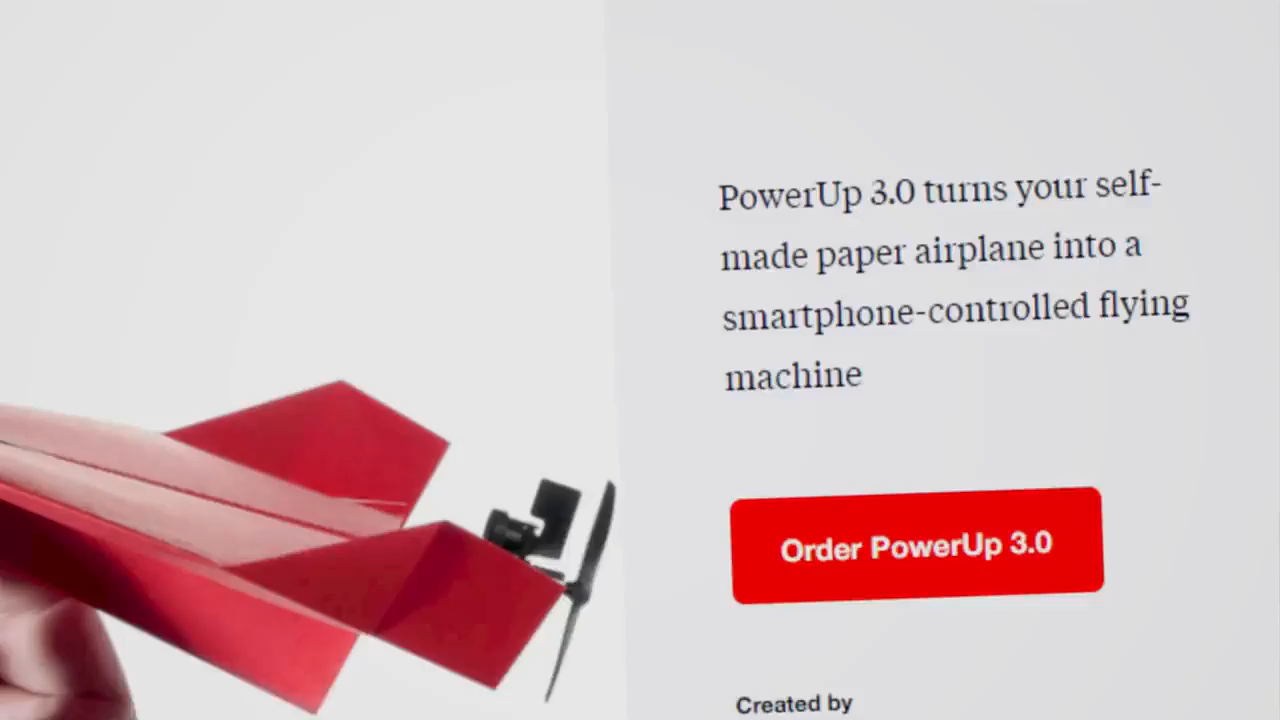 PowerUp 3.0 turns your self-
made paper airplane into a
smartphone-controlled flying
machine
Order PowerUp 3.0
Created by